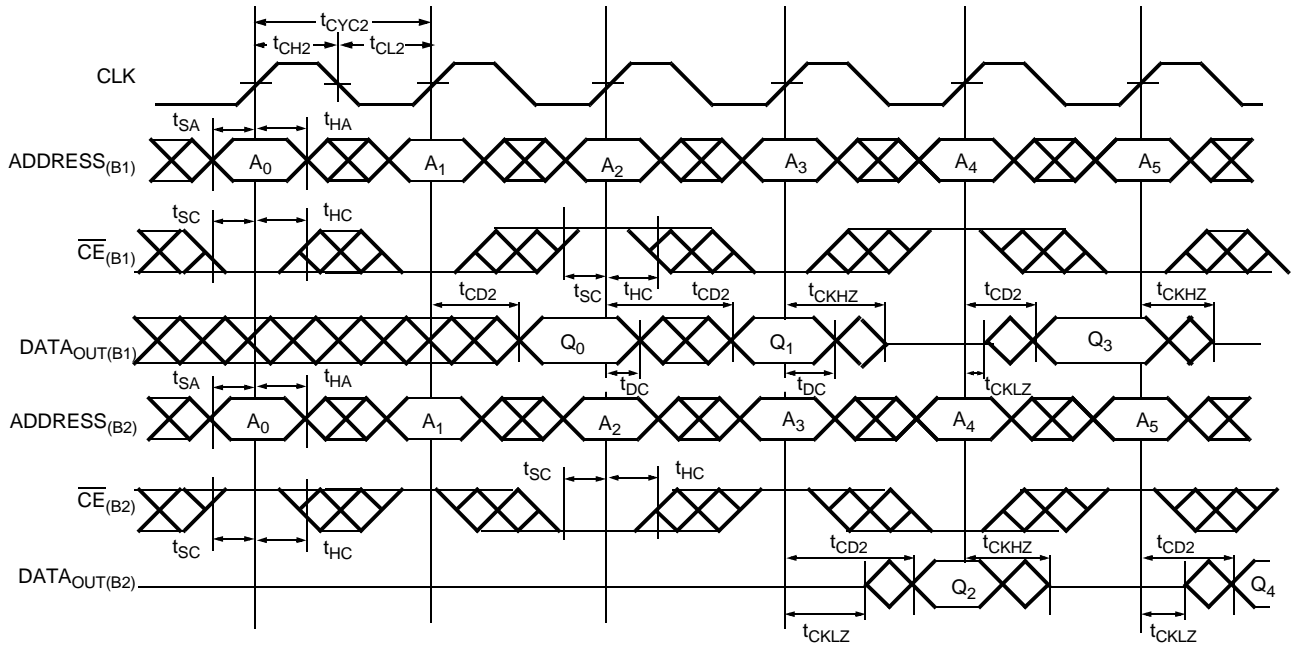 tCYC2
tCH2 tCL2
CLK
tSA tHA
ADDRESS(B1) A0 A1 A2 A3 A4 A5
tSC tHC
CE(B1)
tSC tHC
tCD2 tCD2 tCKHZ tCD2 tCKHZ
DATAOUT(B1) Q0 Q1 Q3
tDC tDC tCKLZ
tSA tHA
ADDRESS(B2) A0 A1 A2 A3 A4 A5
tSC tHC
CE(B2)
tSC tHC
tCD2 tCKHZ tCD2
DATAOUT(B2) Q2 Q4
tCKLZ tCKLZ